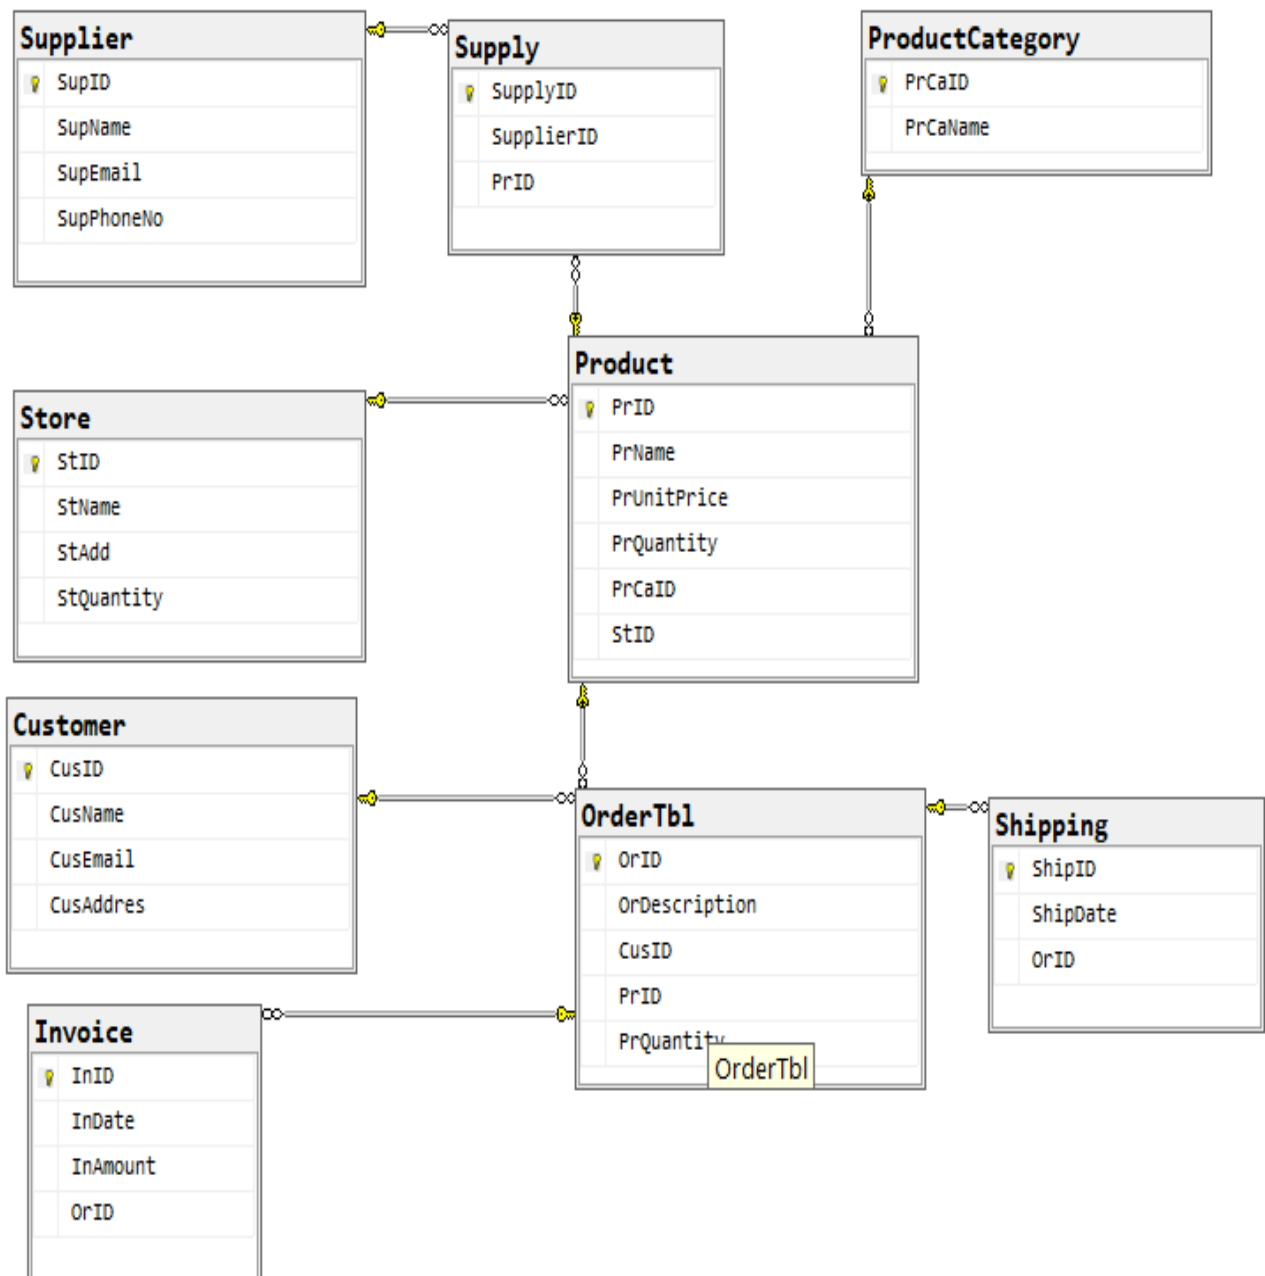 Supplier
SupID
SupName
SupEmail
SupPhoneNo
Supply
SupplyID
SupplierID
PrID
ProductCategory
PrCaID
PrCaName
Store
StID
StName
StAdd
StQuantity
Product
PrID
PrName
PrUnitPrice
PrQuantity
PrCaID
StID
Customer
CusID
CusName
CusEmail
CusAddres
OrderTbl
OrID
OrDescription
CusID
PrID
PrQuantity
OrderTbl
Shipping
ShipID
ShipDate
OrID
Invoice
InID
InDate
InAmount
OrID